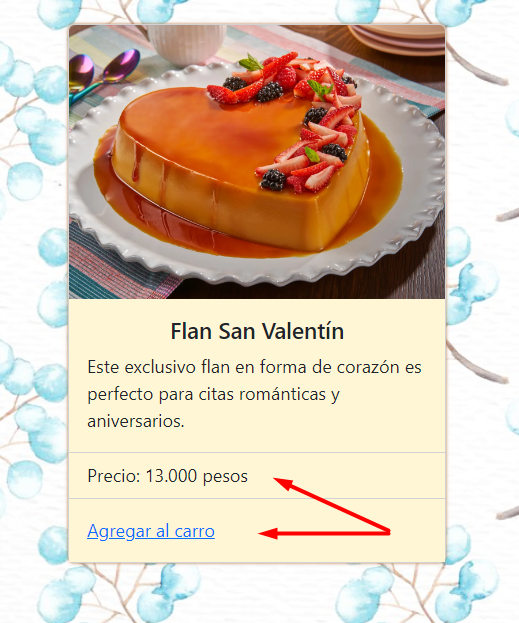 Flan San Valentín
Este exclusivo flan en forma de corazón es
perfecto para citas románticas y
aniversarios.
Precio: 13.000 pesos
Agregar al carro